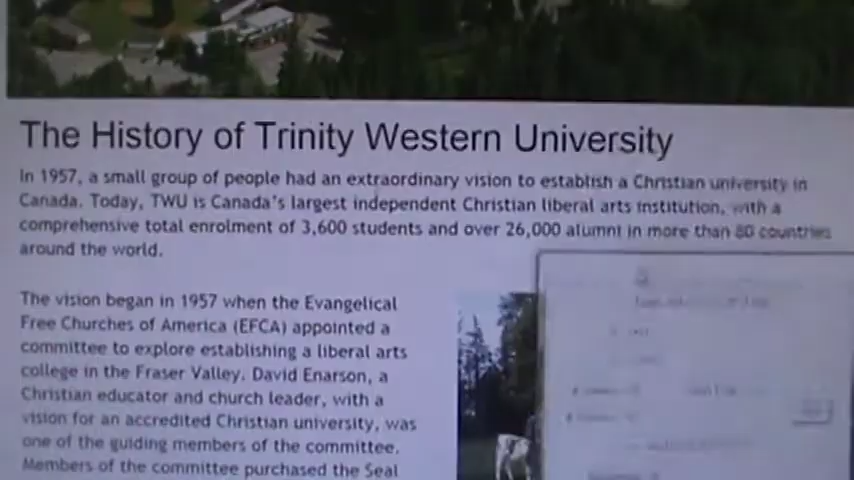 The History of Trinity Western University
In 1957, a small group of people had an extraordinary vision to establish a Christian university in
Canada. Today, TWU is Canada's largest independent Christian liberal arts institution, with a
comprehensive total enrolment of 3,600 students and over 26,000 alumni in more than 80 countries
around the world.
The vision began in 1957 when the Evangelical
Free Churches of America (EFCA) appointed a
committee to explore establishing a liberal arts
college in the Fraser Valley. David Enarson, a
Christian educator and church leader, with a
vision for an accredited Christian university, was
one of the guiding members of the committee.
Members of the committee purchased the Seal